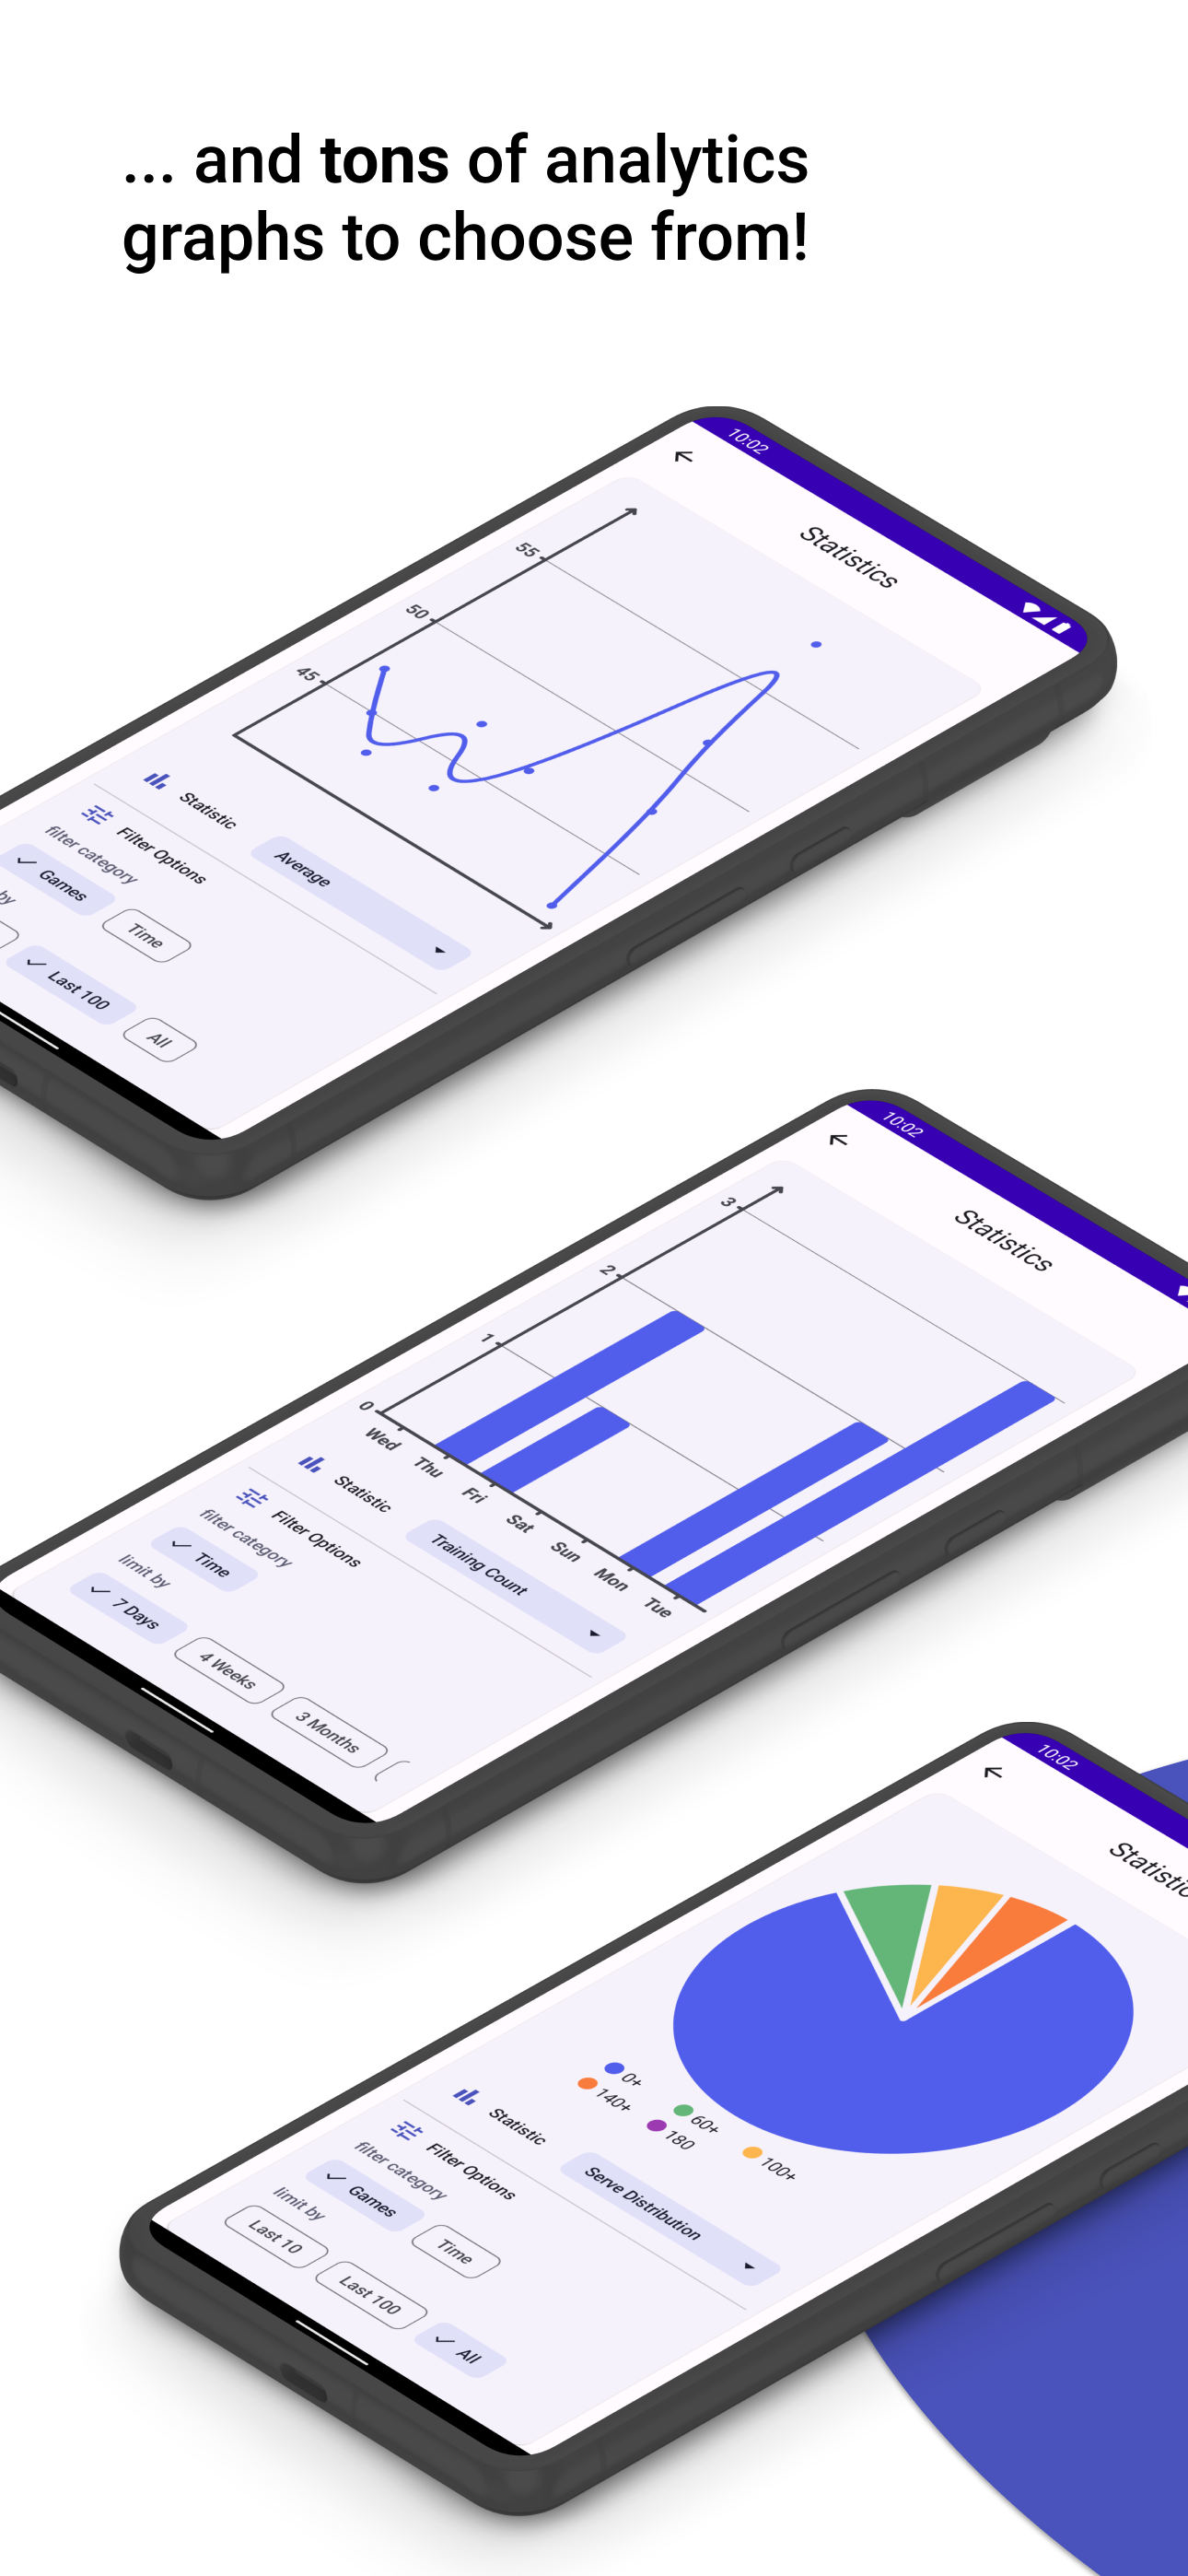 ... and tons of analytics
graphs to choose from!
10:02
Statistics
55
50
45
Statistic
Average
Filter Options
filter category
Games
Time
by
Last 100
All
10:02
Statistics
3
2
1
0
Wed
Thu
Fri
Sat
Sun
Mon
Tue
Statistic
Training Count
Filter Options
filter category
Time
limit by
7 Days
4 Weeks
3 Months
10:02
Statistic
0+
60+
100+
140+
180
Statistic
Serve Distribution
Filter Options
filter category
Games
Time
limit by
Last 10
Last 100
All